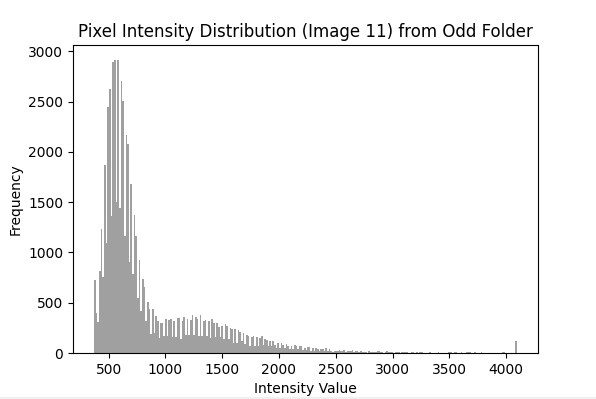 Pixel Intensity Distribution (Image 11) from Odd Folder
3000
2500
2000
1500
1000
500
0
Frequency
500 1000 1500 2000 2500 3000 3500 4000
Intensity Value